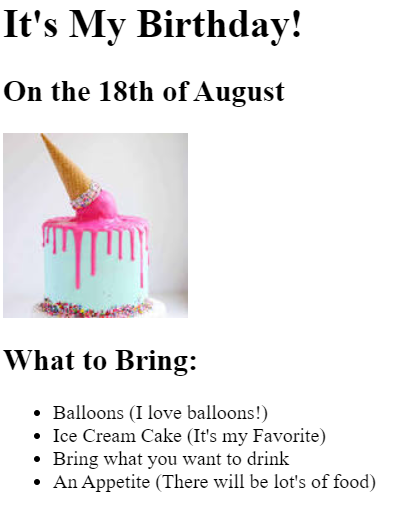 It's My Birthday!
On the 18th of August
What to Bring:
Balloons (I love balloons!)
Ice Cream Cake (It's my Favorite)
Bring what you want to drink
An Appetite (There will be lot's of food)